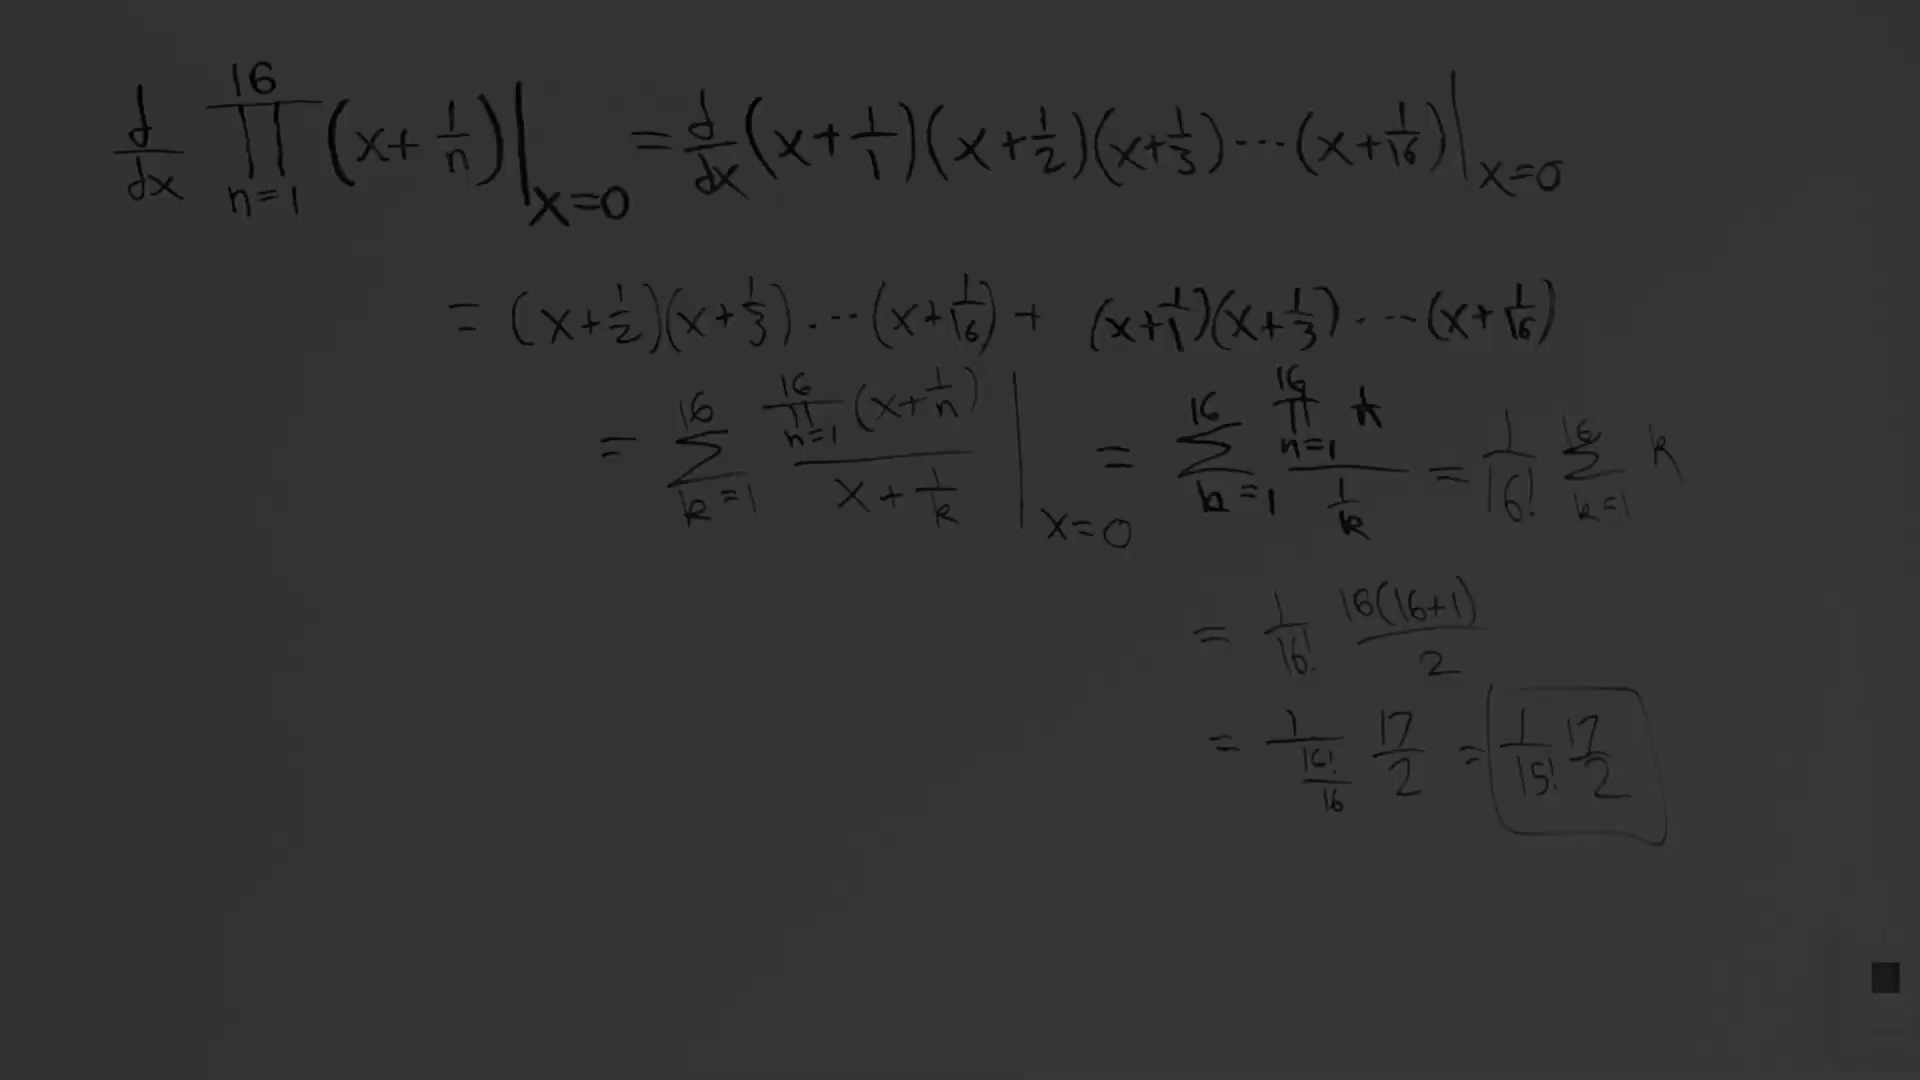 d/dx ∏_{n=1}^{16} (x + 1/n) |_{x=0} = d/dx (x + 1/1)(x + 1/2)(x + 1/3) ··· (x + 1/16) |_{x=0}
= (x + 1/2)(x + 1/3) ··· (x + 1/16) + (x + 1/1)(x + 1/3) ··· (x + 1/16)
= ∑_{k=1}^{16} ∏_{n=1}^{16} (x + 1/n) / (x + 1/k) |_{x=0} = ∑_{k=1}^{16} ∏_{n=1}^{16} 1/n / (1/k) = 1/16! ∑_{k=1}^{16} k
= 1/16! 16(16+1)/2
= 1/(16!/16) 17/2 = 1/15! 17/2